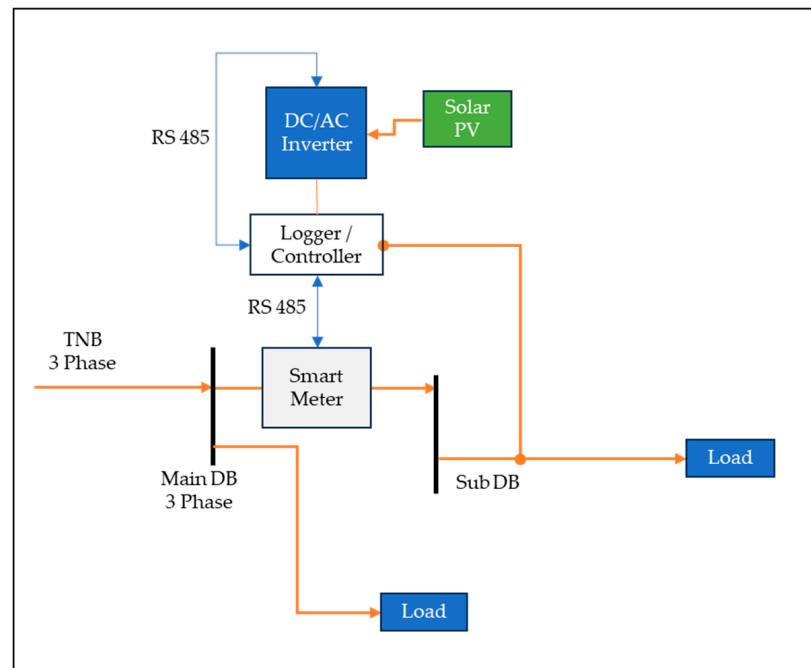 Solar
PV
DC/AC
Inverter
RS 485
Logger /
Controller
RS 485
TNB
3 Phase
Smart
Meter
Main DB
3 Phase
Sub DB
Load
Load